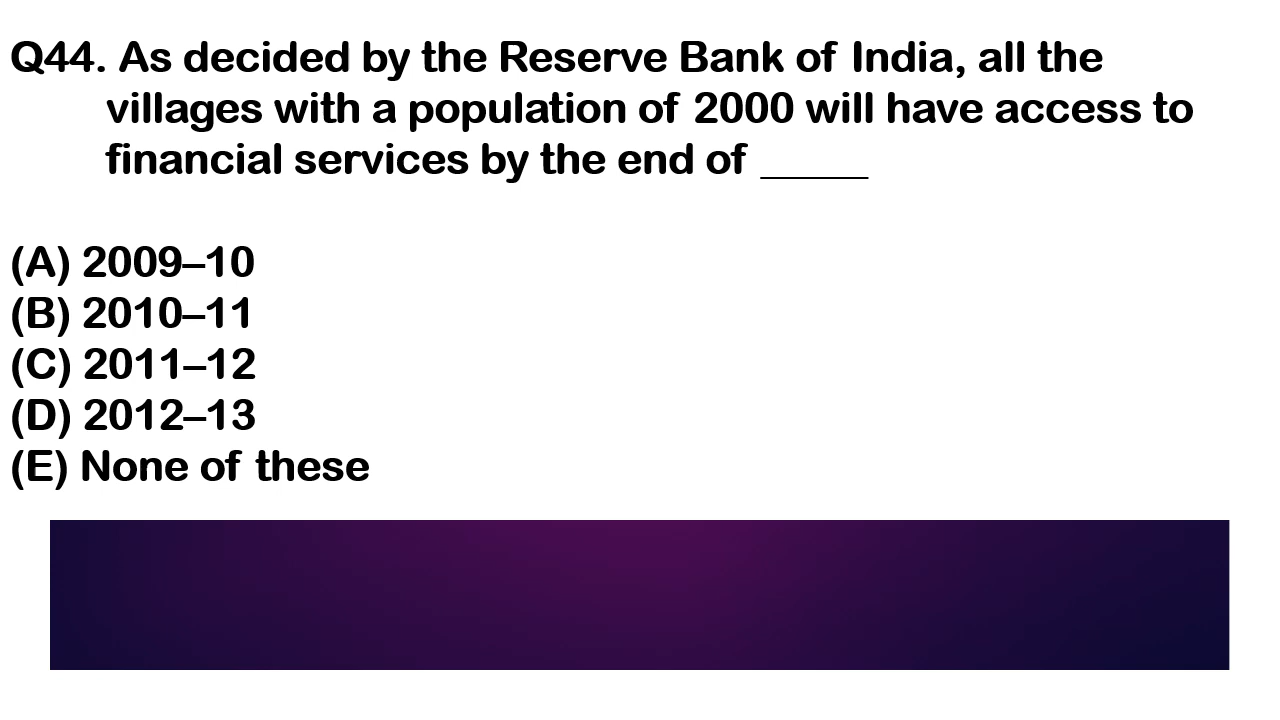 Q44. As decided by the Reserve Bank of India, all the
villages with a population of 2000 will have access to
financial services by the end of _____
(A) 2009–10
(B) 2010–11
(C) 2011–12
(D) 2012–13
(E) None of these